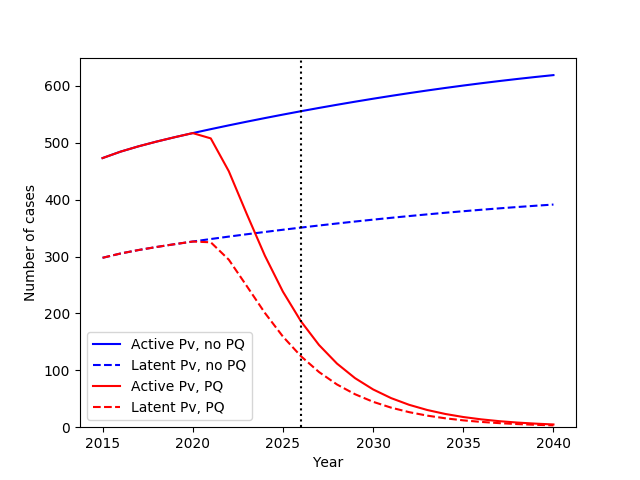 600
500
400
300
200
100
0
Number of cases
Active Pv, no PQ
Latent Pv, no PQ
Active Pv, PQ
Latent Pv, PQ
2015 2020 2025 2030 2035 2040
Year